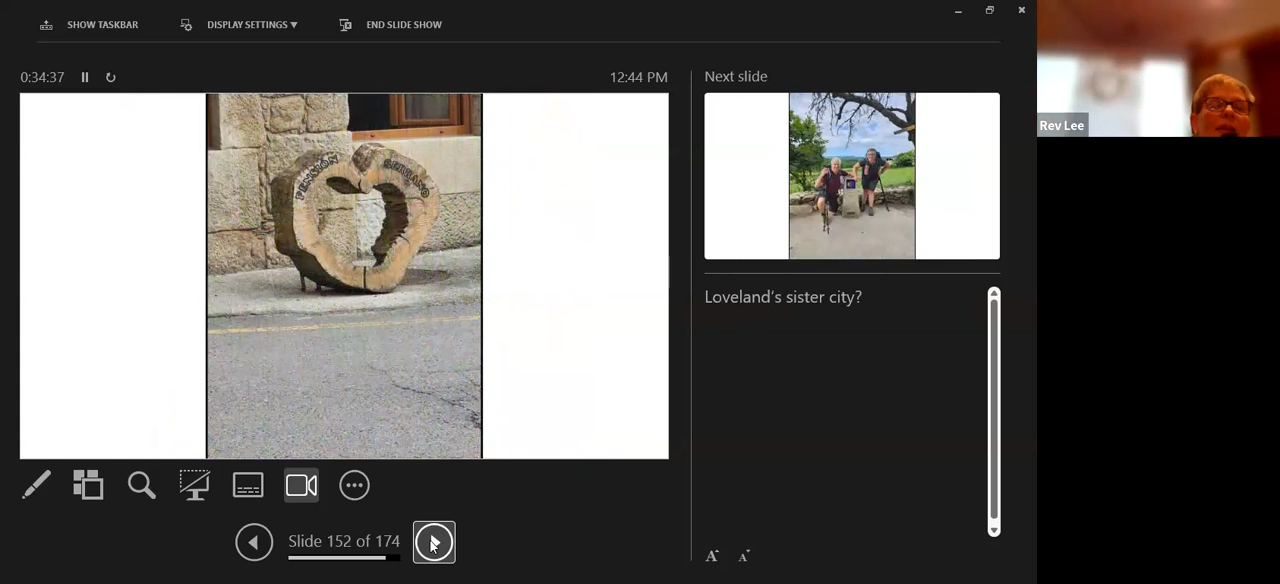 SHOW TASKBAR
DISPLAY SETTINGS ▼
END SLIDE SHOW
0:34:37
12:44 PM
Next slide
PENSIÓN
Rev Lee
Loveland's sister city?
Slide 152 of 174